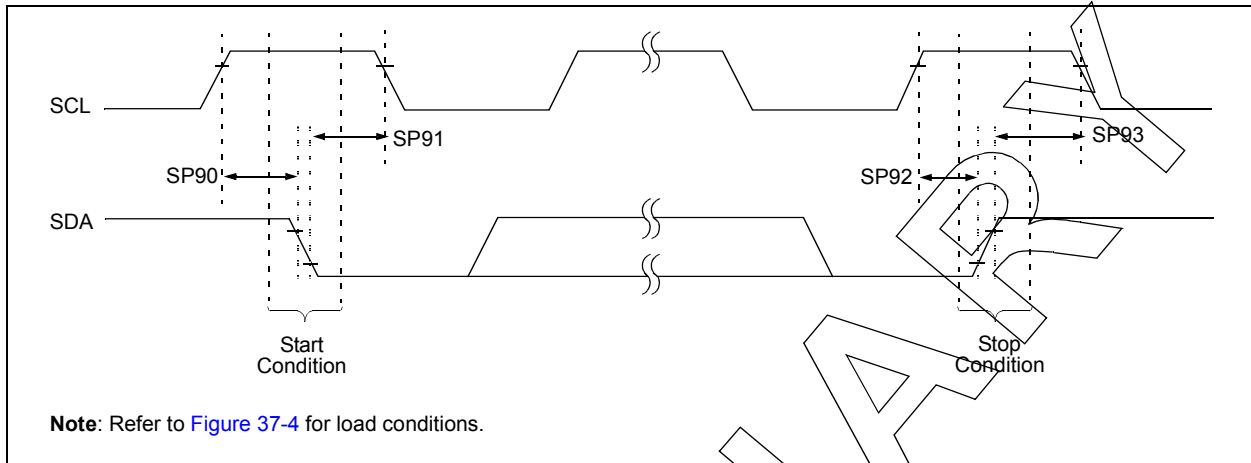 SCL
SP91
SP93
SP90
SP92
SDA
Start
Condition
Stop
Condition
Note: Refer to Figure 37-4 for load conditions.